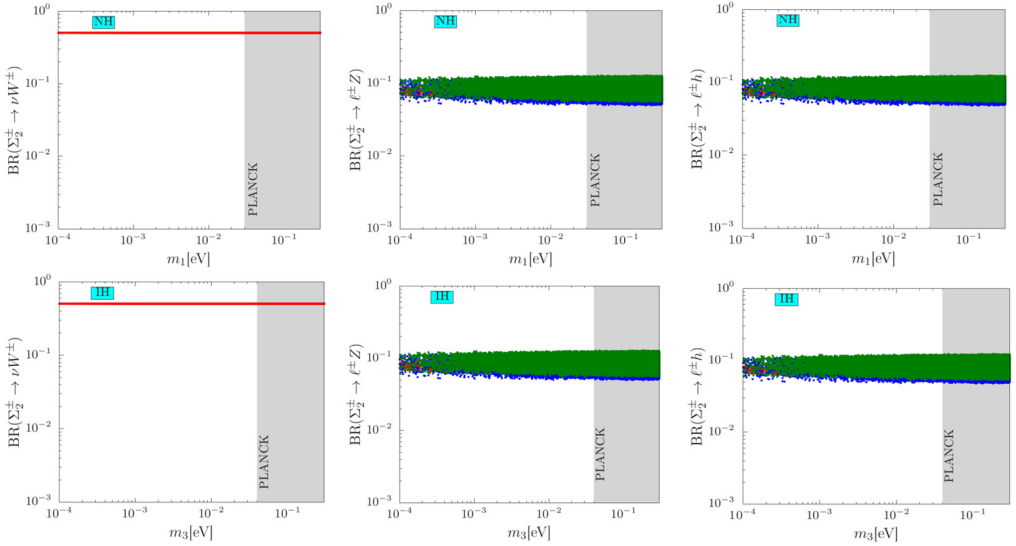 NH
BR(Σ₂^± → νW^±)
10^0
10^−1
10^−2
10^−3
PLANCK
10^−4 10^−3 10^−2 10^−1
m₁[eV]
NH
BR(Σ₂^± → ℓ^±Z)
10^0
10^−1
10^−2
10^−3
PLANCK
10^−4 10^−3 10^−2 10^−1
m₁[eV]
NH
BR(Σ₂^± → ℓ^±h)
10^0
10^−1
10^−2
10^−3
PLANCK
10^−4 10^−3 10^−2 10^−1
m₁[eV]
IH
BR(Σ₂^± → νW^±)
10^0
10^−1
10^−2
10^−3
PLANCK
10^−4 10^−3 10^−2 10^−1
m₃[eV]
IH
BR(Σ₂^± → ℓ^±Z)
10^0
10^−1
10^−2
10^−3
PLANCK
10^−4 10^−3 10^−2 10^−1
m₃[eV]
IH
BR(Σ₂^± → ℓ^±h)
10^0
10^−1
10^−2
10^−3
PLANCK
10^−4 10^−3 10^−2 10^−1
m₃[eV]